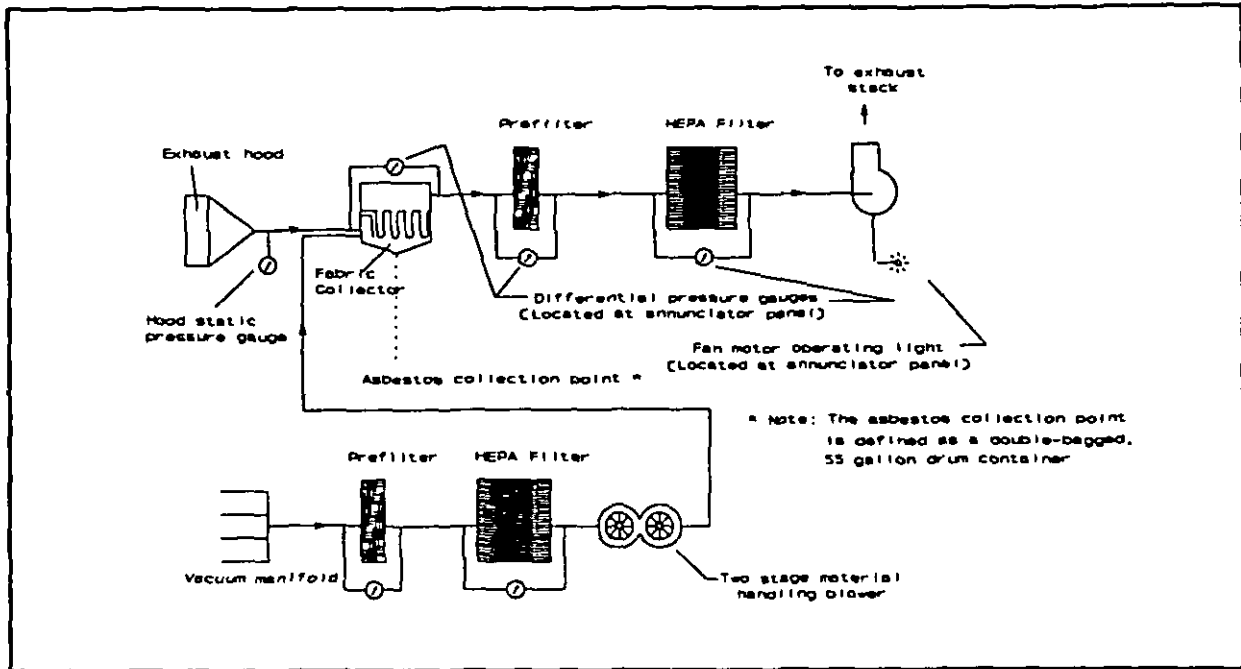 To exhaust
stack
Prefilter
HEPA Filter
Exhaust hood
Fabric
Collector
Hood static
pressure gauge
Differential pressure gauges
(Located at annunciator panel)
Fan motor operating light
(Located at annunciator panel)
Asbestos collection point *
* Note: The asbestos collection point
is defined as a double-bagged,
55 gallon drum container
Prefilter
HEPA Filter
Vacuum manifold
Two stage material
handling blower